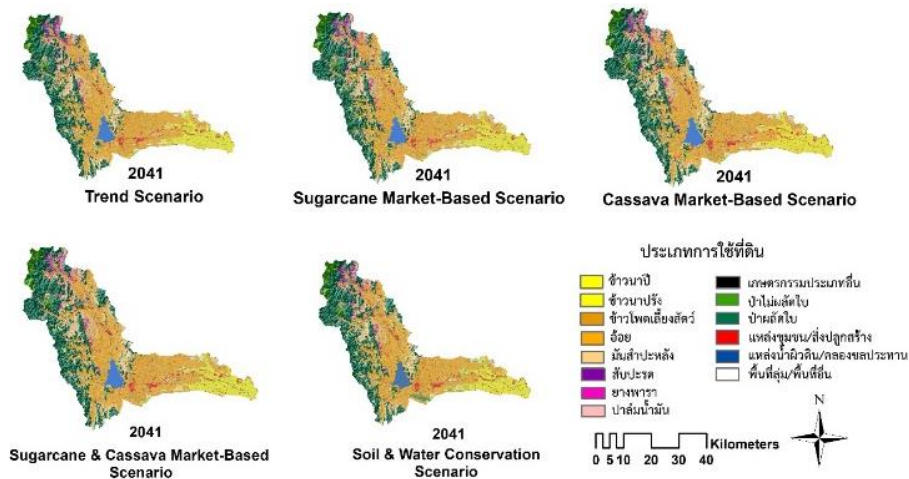 2041
Trend Scenario
2041
Sugarcane Market-Based Scenario
2041
Cassava Market-Based Scenario
2041
Sugarcane & Cassava Market-Based
Scenario
2041
Soil & Water Conservation
Scenario
ประเภทการใช้ที่ดิน
ข้าวนาปี
ข้าวนาปรัง
ข้าวโพดเลี้ยงสัตว์
อ้อย
มันสำปะหลัง
สับปะรด
ยางพารา
ปาล์มน้ำมัน
เกษตรกรรมประเภทอื่น
ป่าไม่ผลัดใบ
ป่าผลัดใบ
แหล่งชุมชน/สิ่งปลูกสร้าง
แหล่งน้ำผิวดิน/คลองชลประทาน
พื้นที่ลุ่ม/พื้นที่อื่น
N
Kilometers
0 5 10 20 30 40